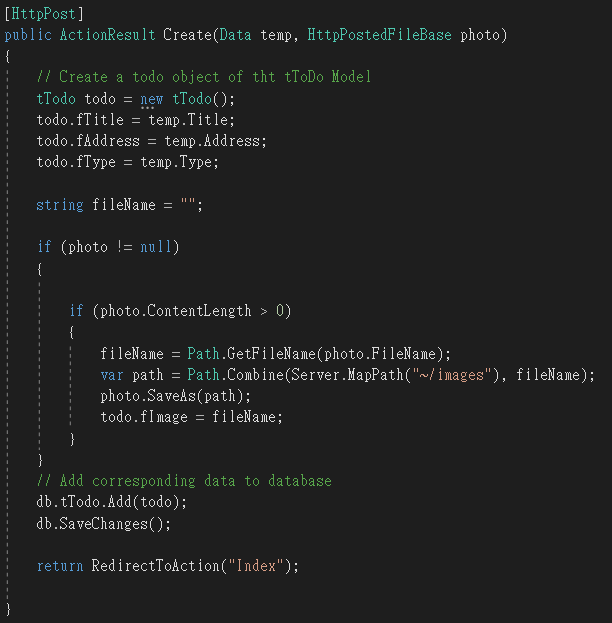 [HttpPost]
public ActionResult Create(Data temp, HttpPostedFileBase photo)
{
    // Create a todo object of tht tToDo Model
    tTodo todo = new tTodo();
    todo.fTitle = temp.Title;
    todo.fAddress = temp.Address;
    todo.fType = temp.Type;

    string fileName = "";

    if (photo != null)
    {

        if (photo.ContentLength > 0)
        {
            fileName = Path.GetFileName(photo.FileName);
            var path = Path.Combine(Server.MapPath("~/images"), fileName);
            photo.SaveAs(path);
            todo.fImage = fileName;
        }
    }
    // Add corresponding data to database
    db.tTodo.Add(todo);
    db.SaveChanges();

    return RedirectToAction("Index");

}